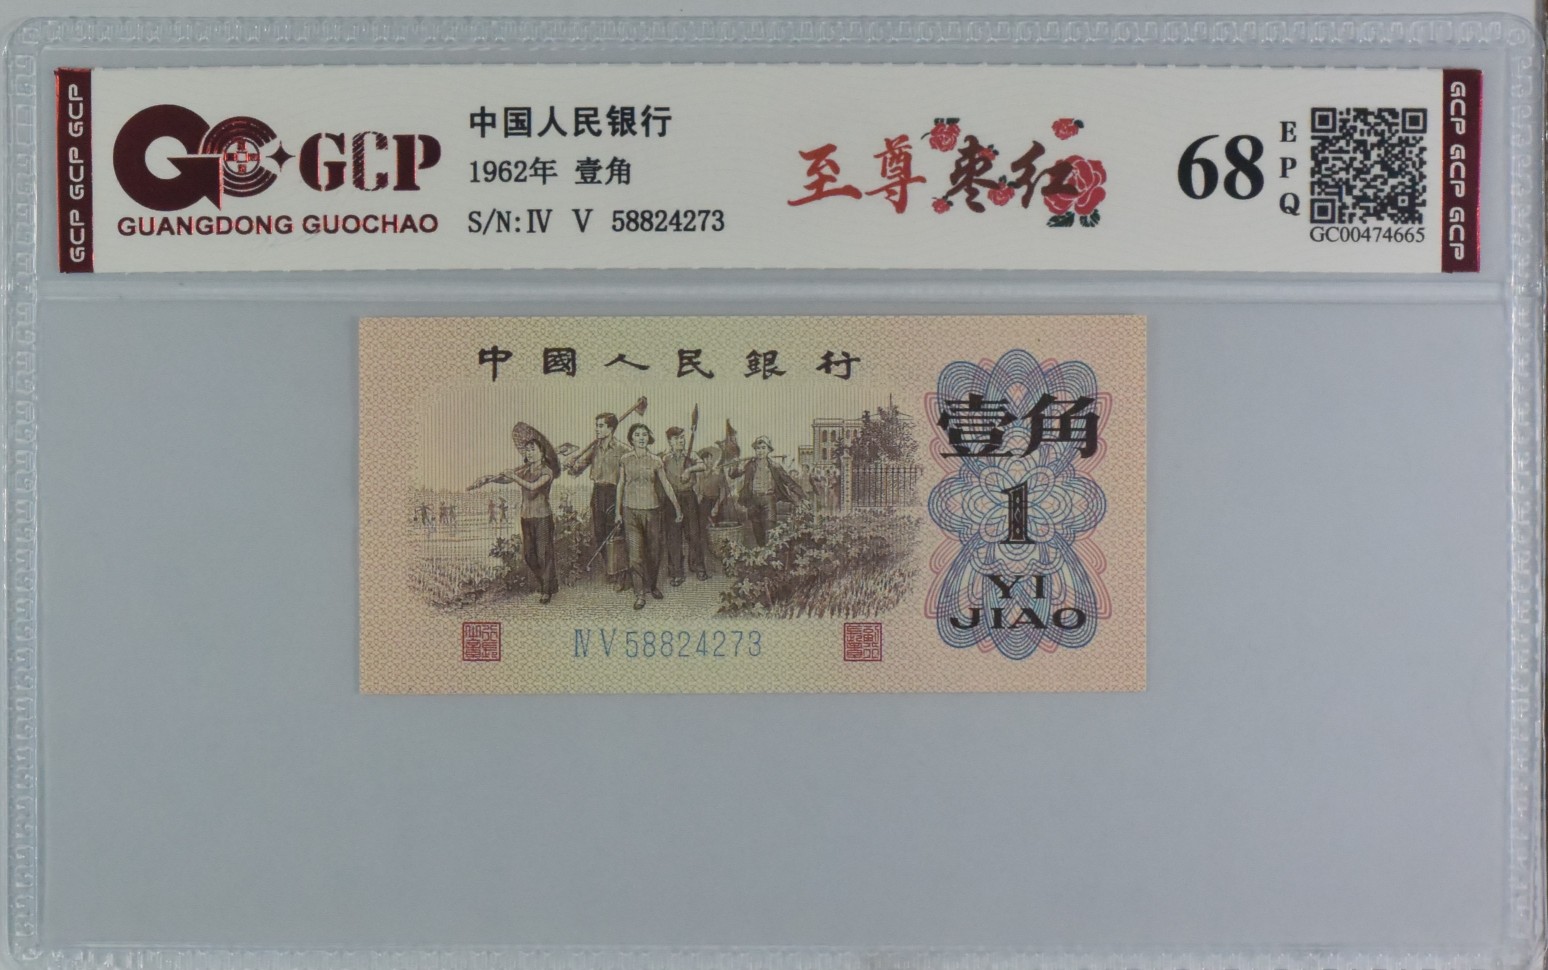 GCP GCP GCP
GCP
GUANGDONG GUOCHAO
中国人民银行
1962年 壹角
S/N:Ⅳ Ⅴ 58824273
至尊枣红
68
EPQ
GC00474665
GCP GCP GCP
中國人民銀行
壹角
1
YI
JIAO
ⅣⅤ58824273